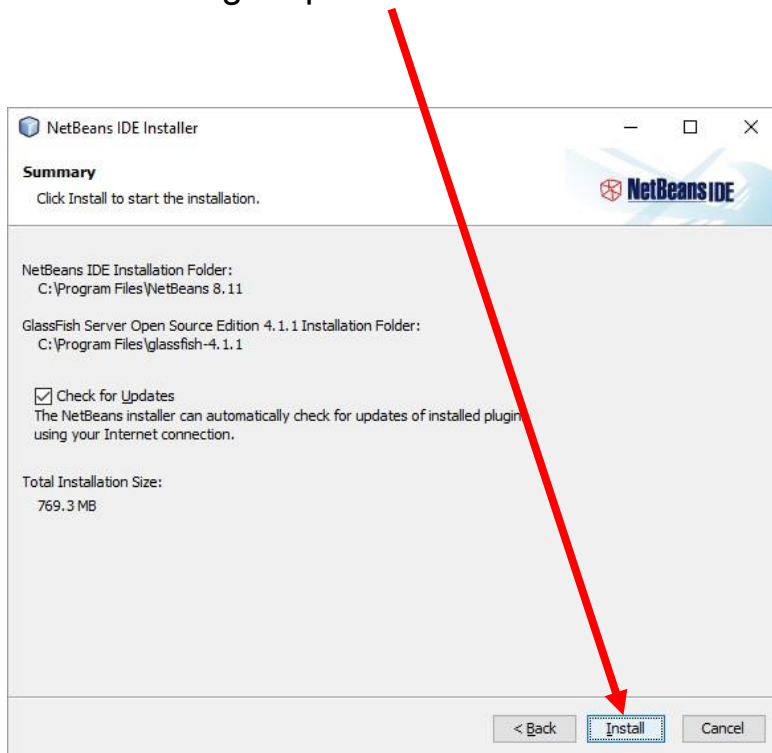 NetBeans IDE Installer
Summary
Click Install to start the installation.
NetBeans IDE
NetBeans IDE Installation Folder:
C:\Program Files\NetBeans 8.11
GlassFish Server Open Source Edition 4.1.1 Installation Folder:
C:\Program Files\glassfish-4.1.1
Check for Updates
The NetBeans installer can automatically check for updates of installed plugin
using your Internet connection.
Total Installation Size:
769.3 MB
< Back Install Cancel